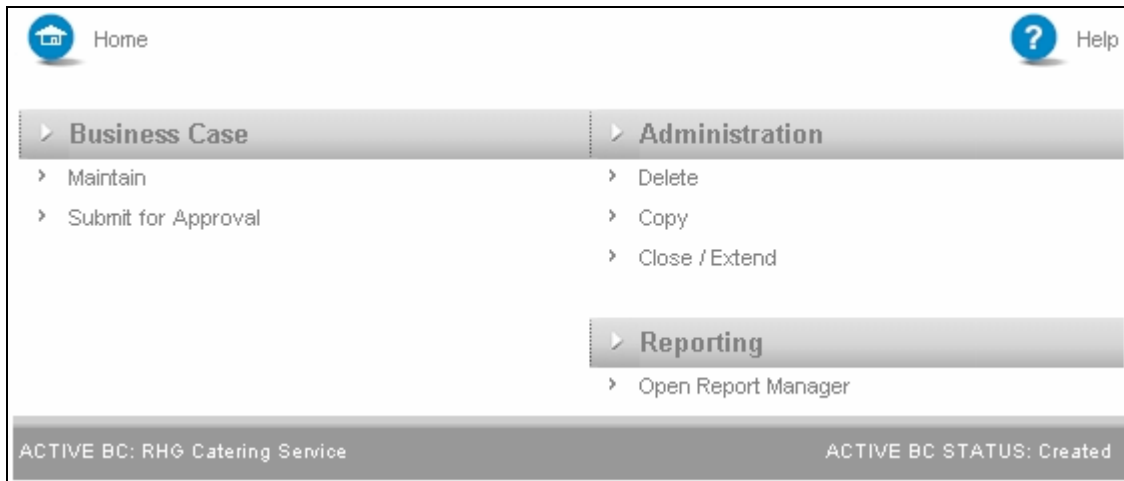 Home
Help
Business Case
Maintain
Submit for Approval
Administration
Delete
Copy
Close / Extend
Reporting
Open Report Manager
ACTIVE BC: RHG Catering Service
ACTIVE BC STATUS: Created